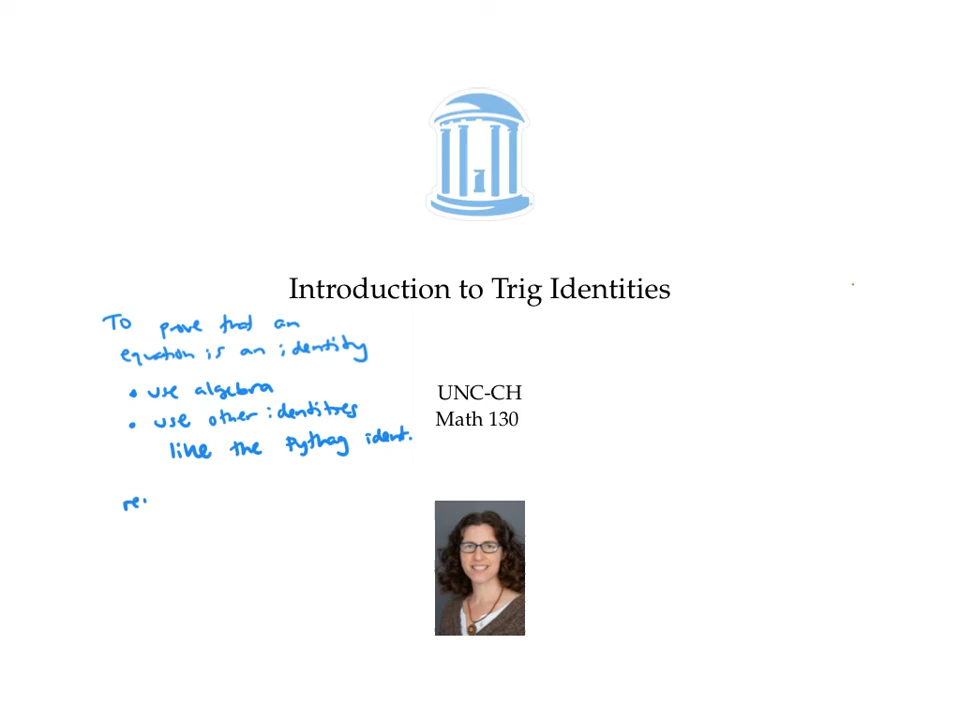 Introduction to Trig Identities
To prove that an
equation is an identity
• use algebra
• use other identities
like the Pythag ident.
UNC-CH
Math 130